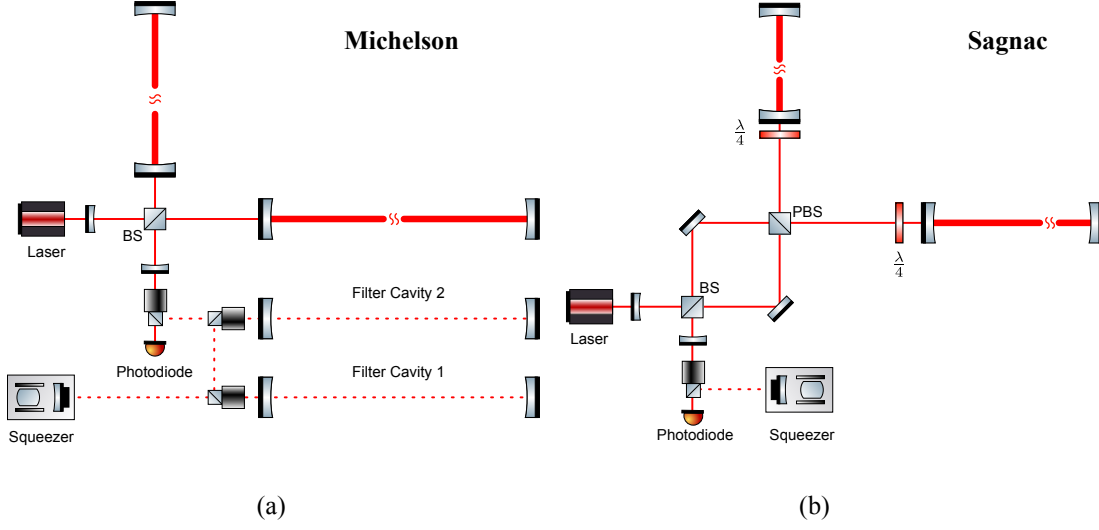 Michelson
BS
Laser
Filter Cavity 2
Photodiode
Filter Cavity 1
Squeezer
(a)
Sagnac
λ/4
PBS
λ/4
BS
Laser
Photodiode
Squeezer
(b)